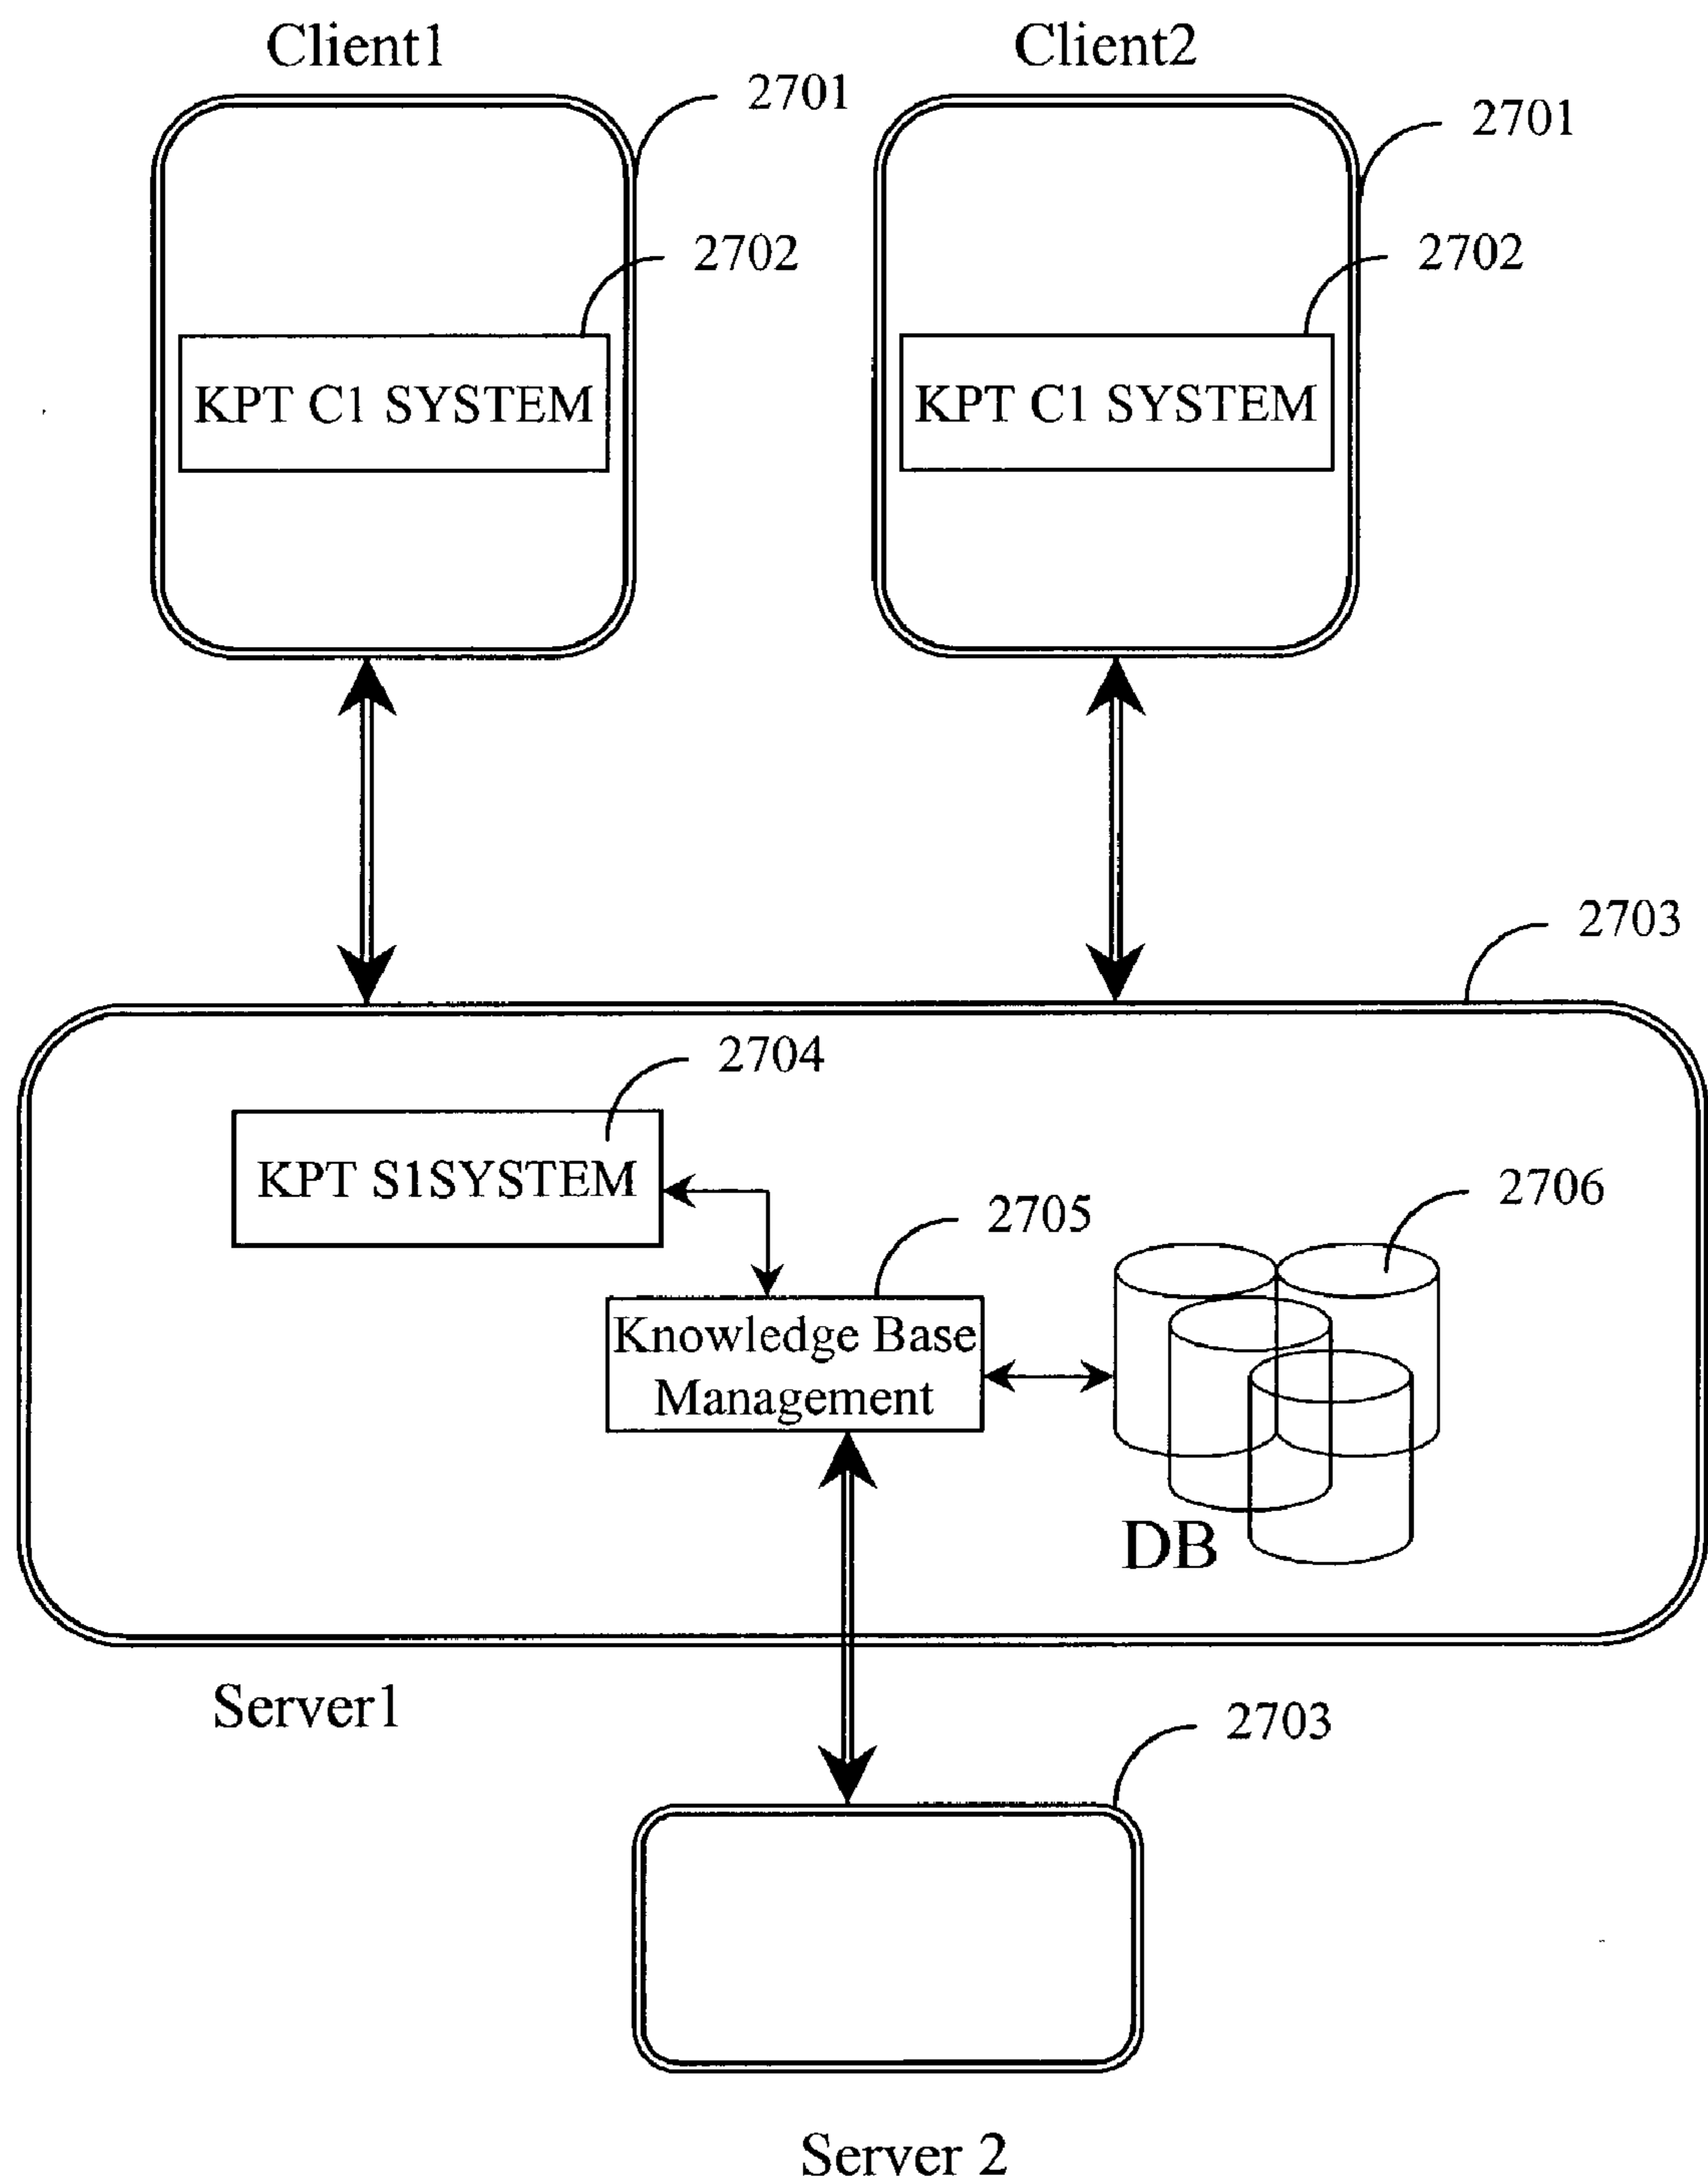 Client1
Client2
2701
2701
2702
2702
KPT C1 SYSTEM
KPT C1 SYSTEM
2703
2704
KPT S1SYSTEM
2706
2705
Knowledge Base
Management
DB
Server1
2703
Server 2